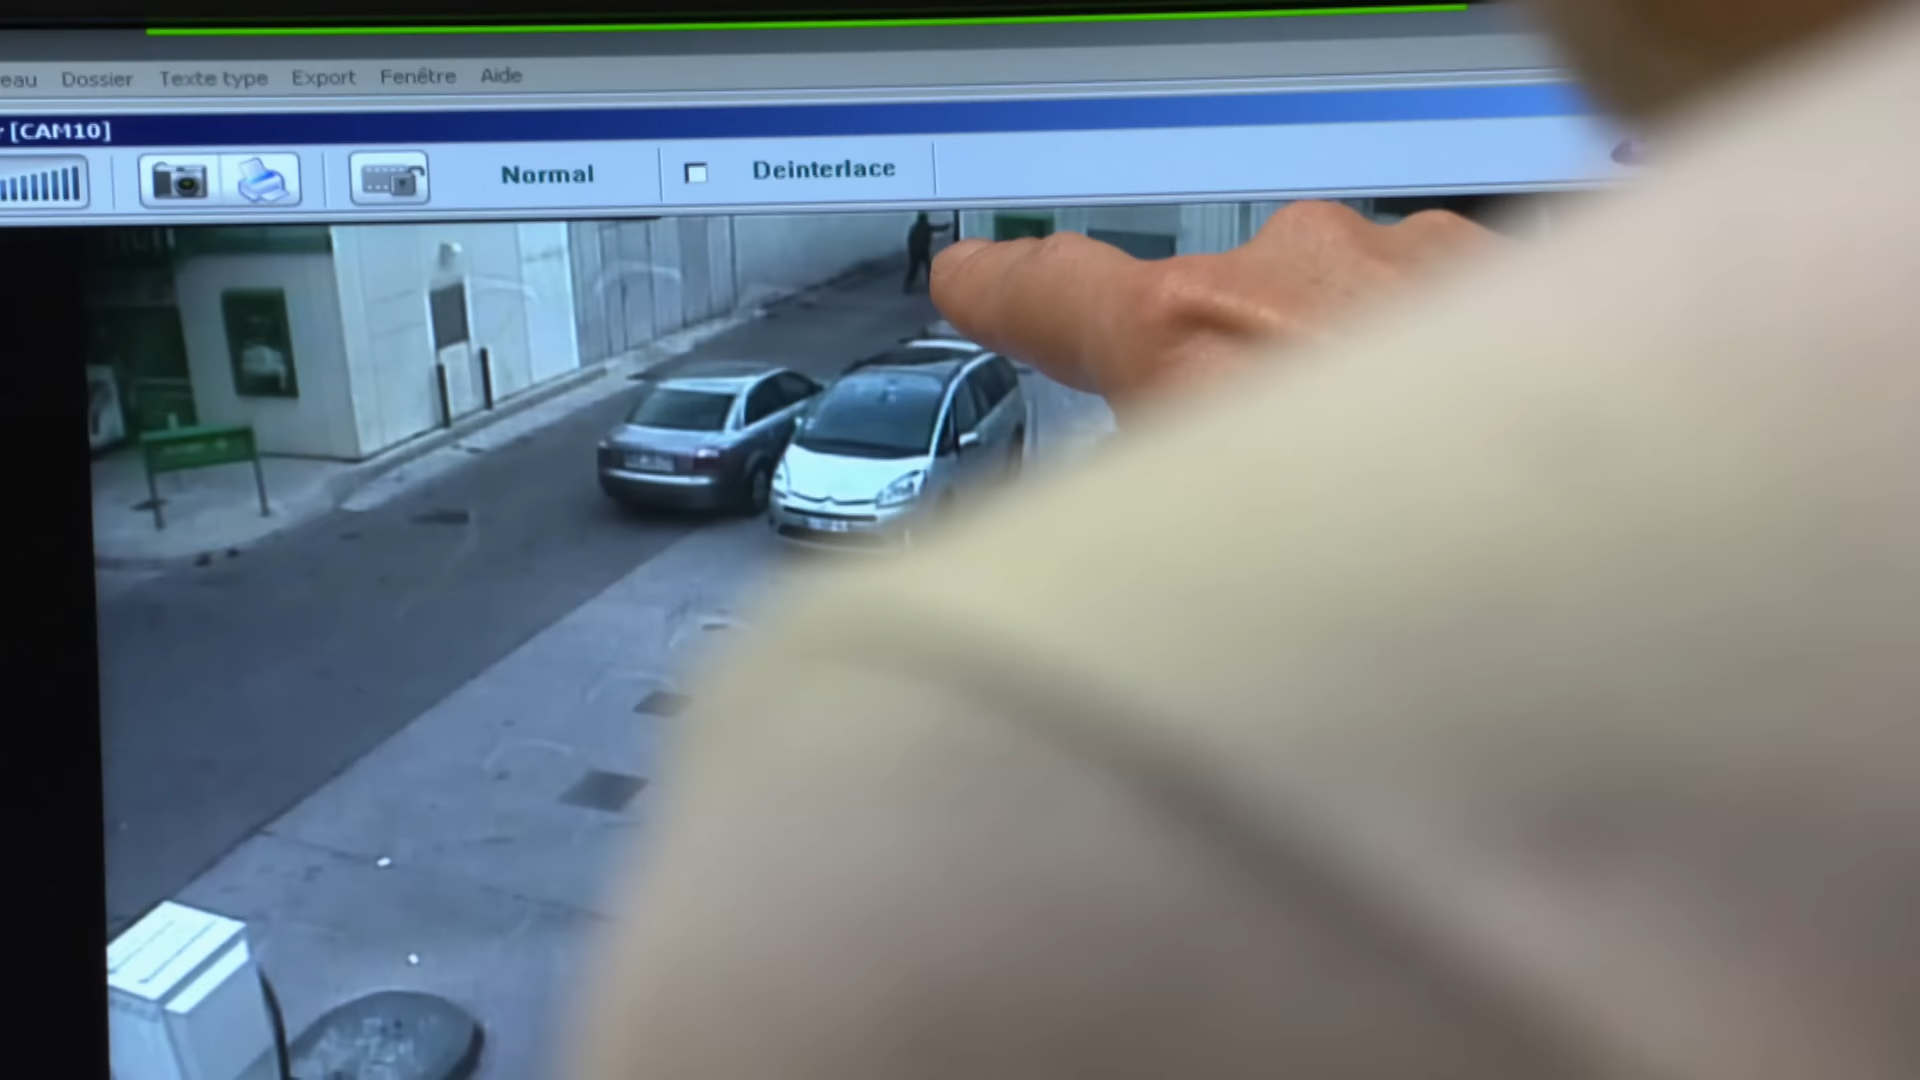 eau Dossier Texte type Export Fenêtre Aide
r [CAM10]
Normal Deinterlace